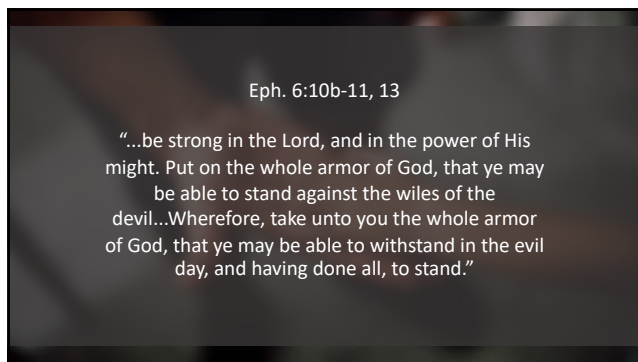 Eph. 6:10b-11, 13
“...be strong in the Lord, and in the power of His
might. Put on the whole armor of God, that ye may
be able to stand against the wiles of the
devil...Wherefore, take unto you the whole armor
of God, that ye may be able to withstand in the evil
day, and having done all, to stand.”